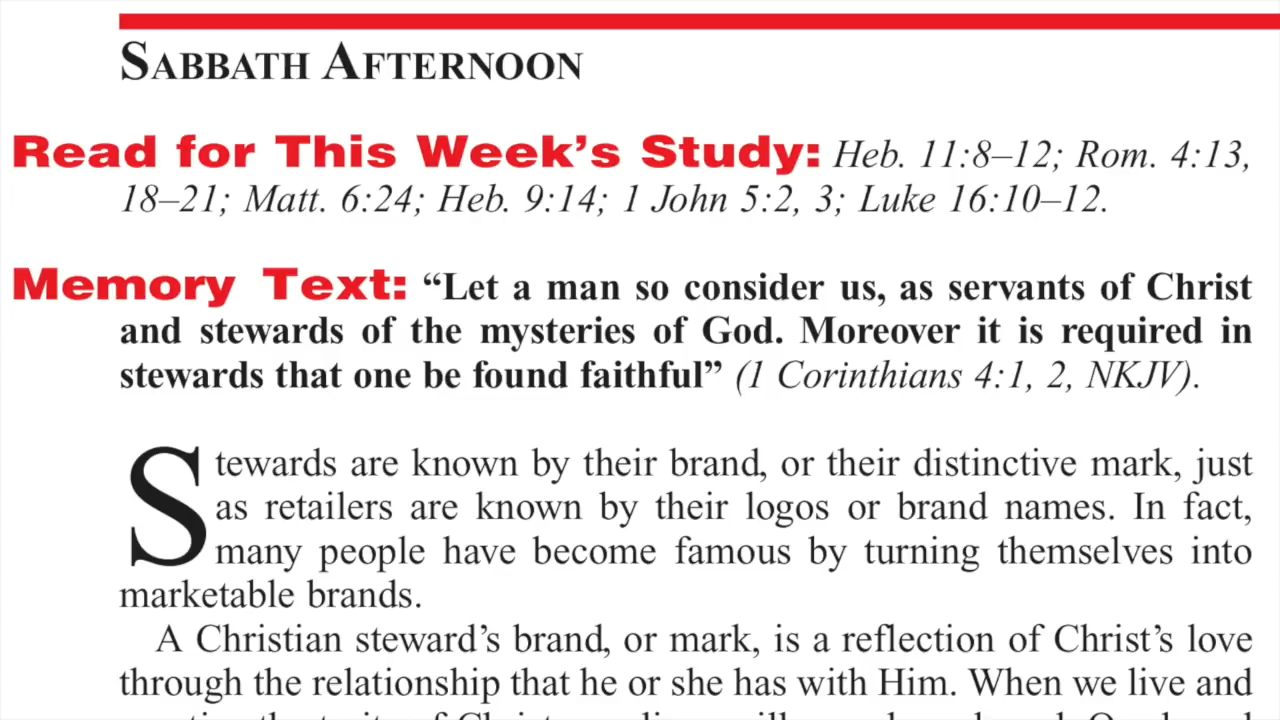 SABBATH AFTERNOON
Read for This Week’s Study: Heb. 11:8–12; Rom. 4:13,
18–21; Matt. 6:24; Heb. 9:14; 1 John 5:2, 3; Luke 16:10–12.
Memory Text: “Let a man so consider us, as servants of Christ
and stewards of the mysteries of God. Moreover it is required in
stewards that one be found faithful” (1 Corinthians 4:1, 2, NKJV).
Stewards are known by their brand, or their distinctive mark, just
as retailers are known by their logos or brand names. In fact,
many people have become famous by turning themselves into
marketable brands.
A Christian steward’s brand, or mark, is a reflection of Christ’s love
through the relationship that he or she has with Him. When we live and